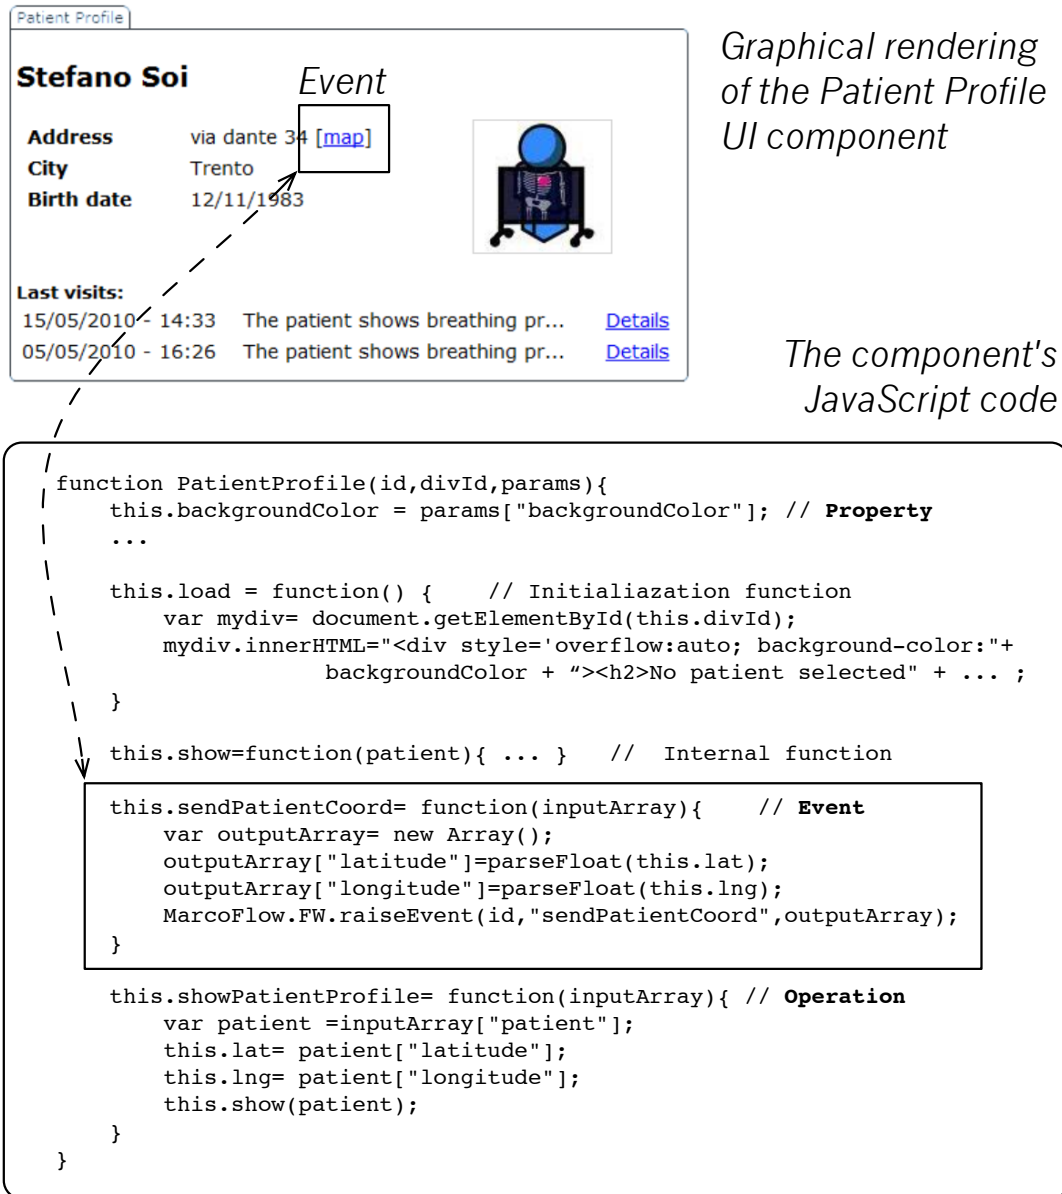 Patient Profile
Stefano Soi
Event
Graphical rendering
of the Patient Profile
UI component
Address via dante 34 [map]
City Trento
Birth date 12/11/1983
Last visits:
15/05/2010 - 14:33 The patient shows breathing pr... Details
05/05/2010 - 16:26 The patient shows breathing pr... Details
The component's
JavaScript code
function PatientProfile(id,divId,params){
    this.backgroundColor = params["backgroundColor"]; // Property
    ...
    this.load = function() {    // Initialiazation function
        var mydiv= document.getElementById(this.divId);
        mydiv.innerHTML="<div style='overflow:auto; background-color:"+
                    backgroundColor + “><h2>No patient selected" + ... ;
    }
    this.show=function(patient){ ... }   //  Internal function
    this.sendPatientCoord= function(inputArray){    // Event
        var outputArray= new Array();
        outputArray["latitude"]=parseFloat(this.lat);
        outputArray["longitude"]=parseFloat(this.lng);
        MarcoFlow.FW.raiseEvent(id,"sendPatientCoord",outputArray);
    }
    this.showPatientProfile= function(inputArray){ // Operation
        var patient =inputArray["patient"];
        this.lat= patient["latitude"];
        this.lng= patient["longitude"];
        this.show(patient);
    }
}